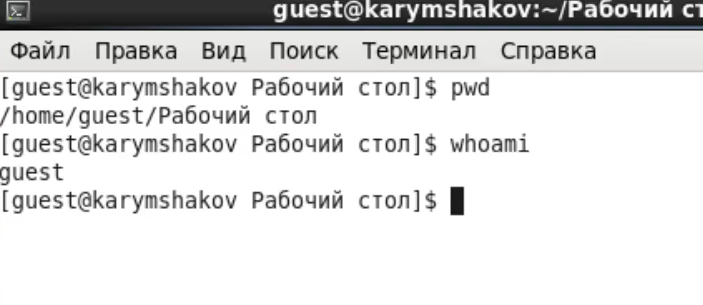 guest@karymshakov:~/Рабочий
Файл Правка Вид Поиск Терминал Справка
[guest@karymshakov Рабочий стол]$ pwd
/home/guest/Рабочий стол
[guest@karymshakov Рабочий стол]$ whoami
guest
[guest@karymshakov Рабочий стол]$